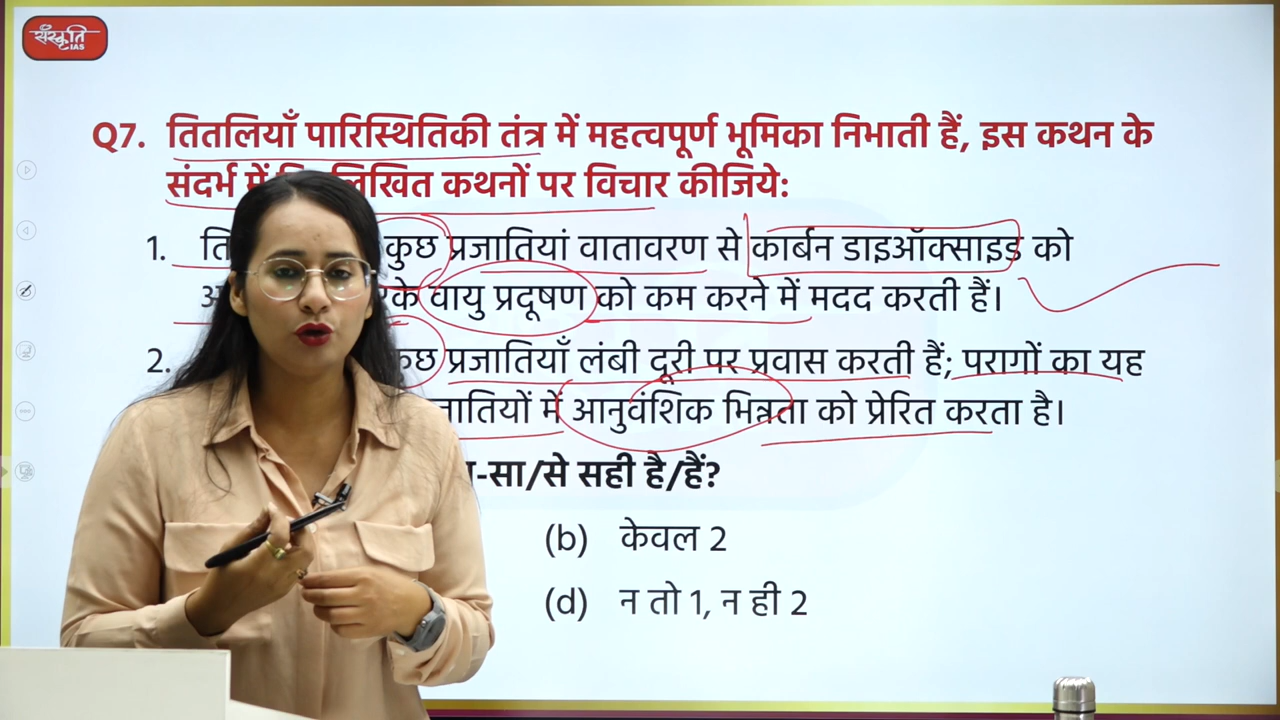 संस्कृति
IAS
Q7. तितलियाँ पारिस्थितिकी तंत्र में महत्वपूर्ण भूमिका निभाती हैं, इस कथन के
संदर्भ में लिखित कथनों पर विचार कीजिये:
1. ति कुछ प्रजातियां वातावरण से कार्बन डाइऑक्साइड को
के वायु प्रदूषण को कम करने में मदद करती हैं।
2. प्रजातियाँ लंबी दूरी पर प्रवास करती हैं; परागों का यह
में आनुवंशिक भिन्नता को प्रेरित करता है।
-सा/से सही है/हैं?
(b) केवल 2
(d) न तो 1, न ही 2